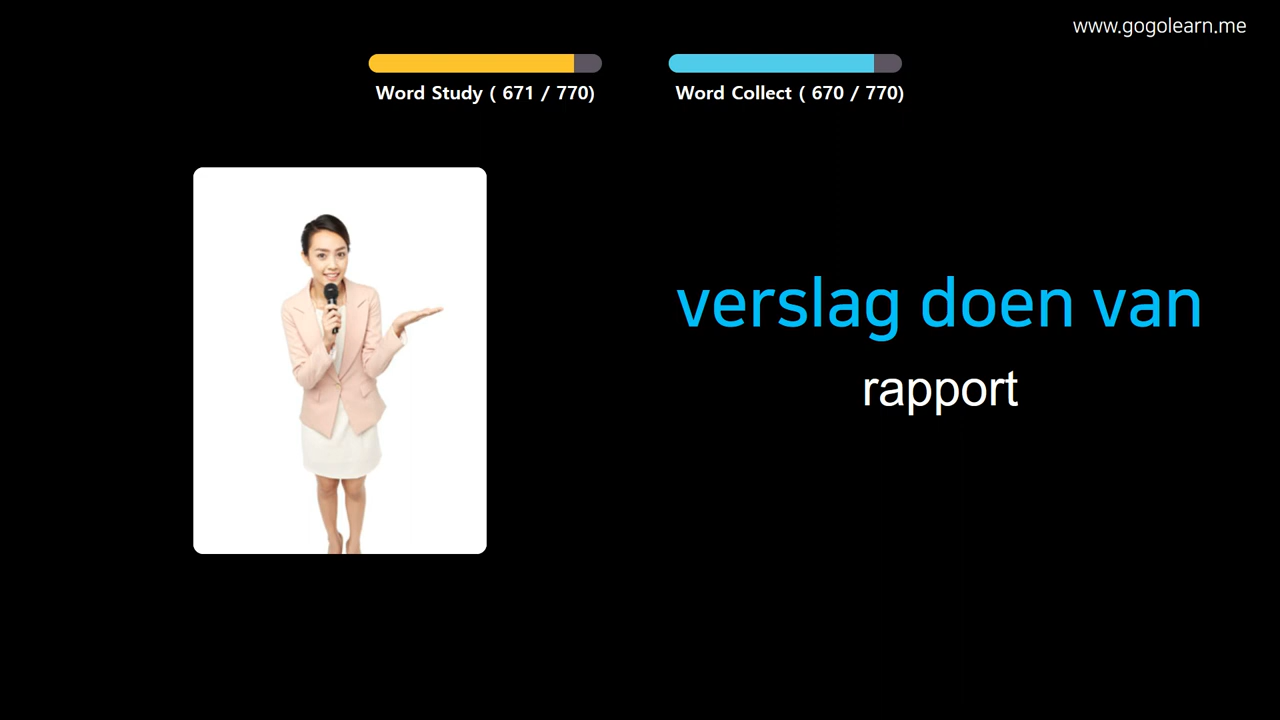 www.gogolearn.me
Word Study ( 671 / 770)
Word Collect ( 670 / 770)
verslag doen van
rapport